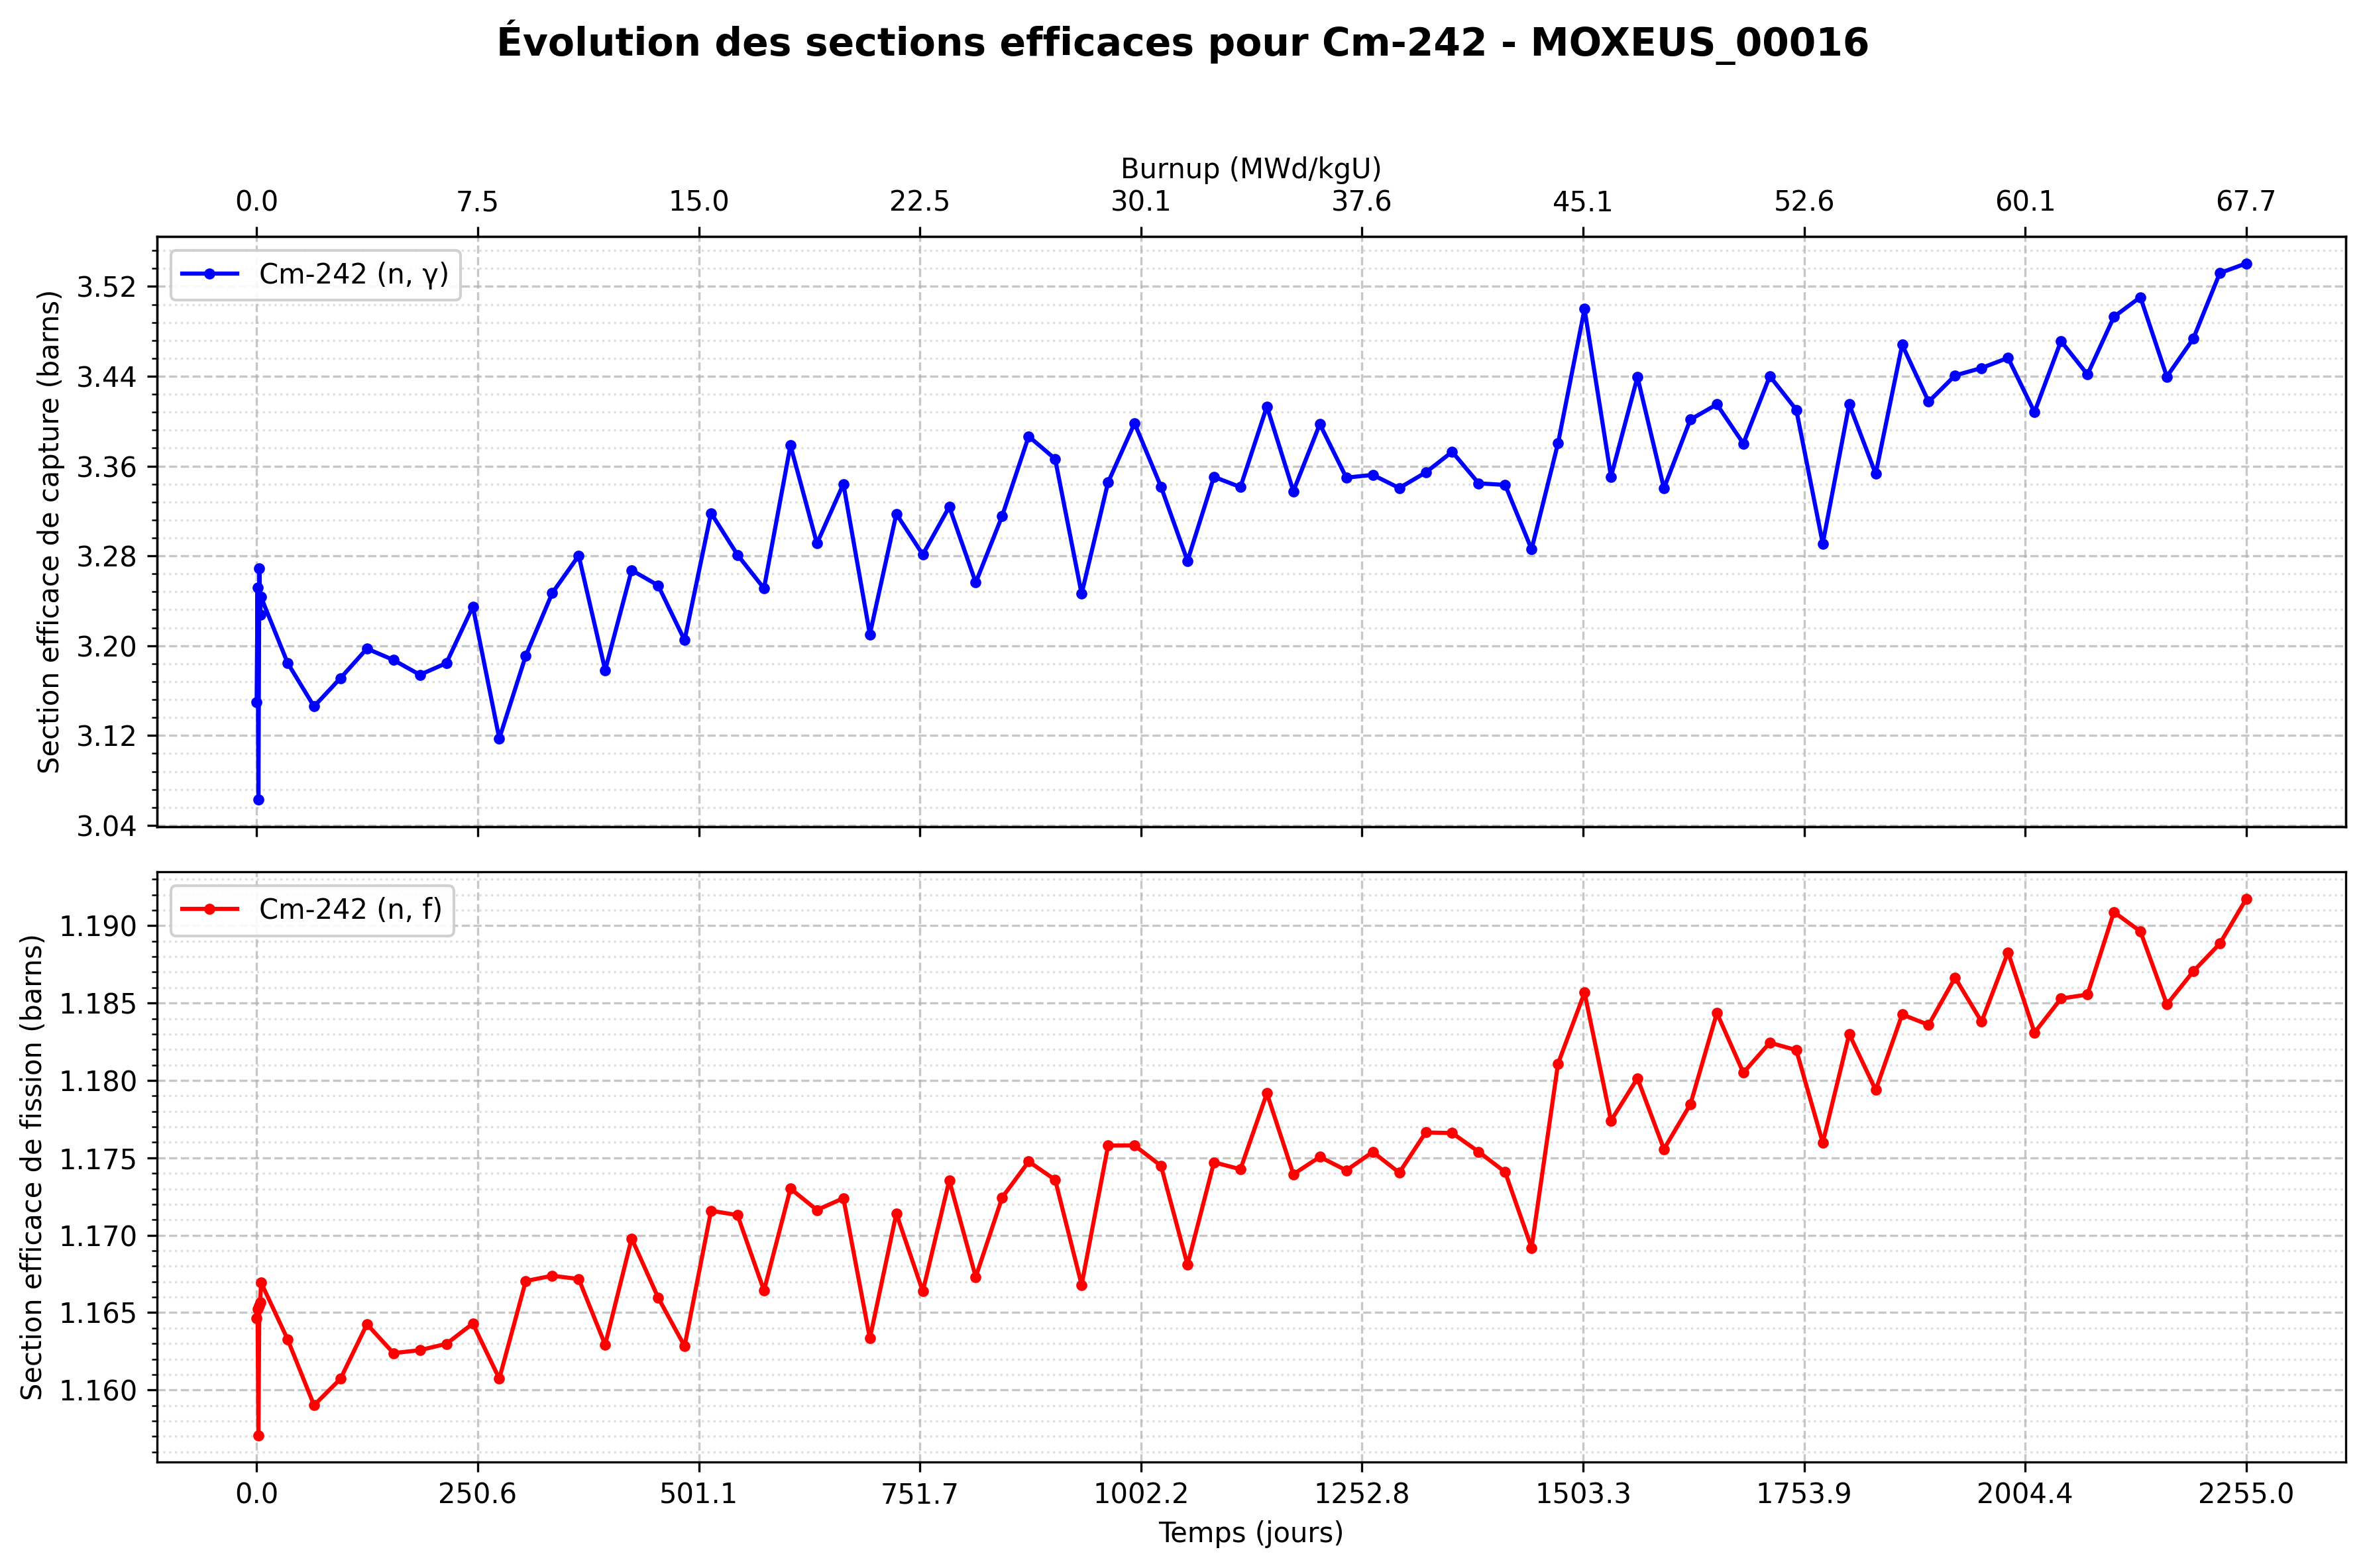 Évolution des sections efficaces pour Cm-242 - MOXEUS_00016
Burnup (MWd/kgU)
0.0 7.5 15.0 22.5 30.1 37.6 45.1 52.6 60.1 67.7
Cm-242 (n, γ)
Section efficace de capture (barns)
3.52
3.44
3.36
3.28
3.20
3.12
3.04
Cm-242 (n, f)
Section efficace de fission (barns)
1.190
1.185
1.180
1.175
1.170
1.165
1.160
0.0 250.6 501.1 751.7 1002.2 1252.8 1503.3 1753.9 2004.4 2255.0
Temps (jours)